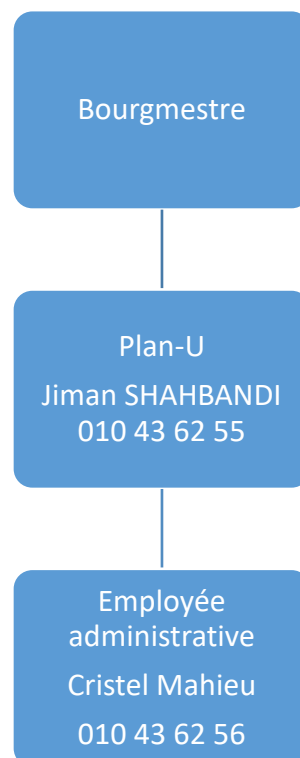 Bourgmestre
Plan-U
Jiman SHAHBANDI
010 43 62 55
Employée
administrative
Cristel Mahieu
010 43 62 56